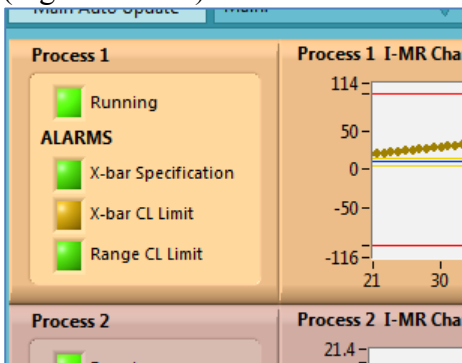 Main Auto Update
Process 1
Process 1 I-MR Cha
Running
ALARMS
X-bar Specification
X-bar CL Limit
Range CL Limit
114
50
0
-50
-116
21 30
Process 2
Process 2 I-MR Cha
21.4